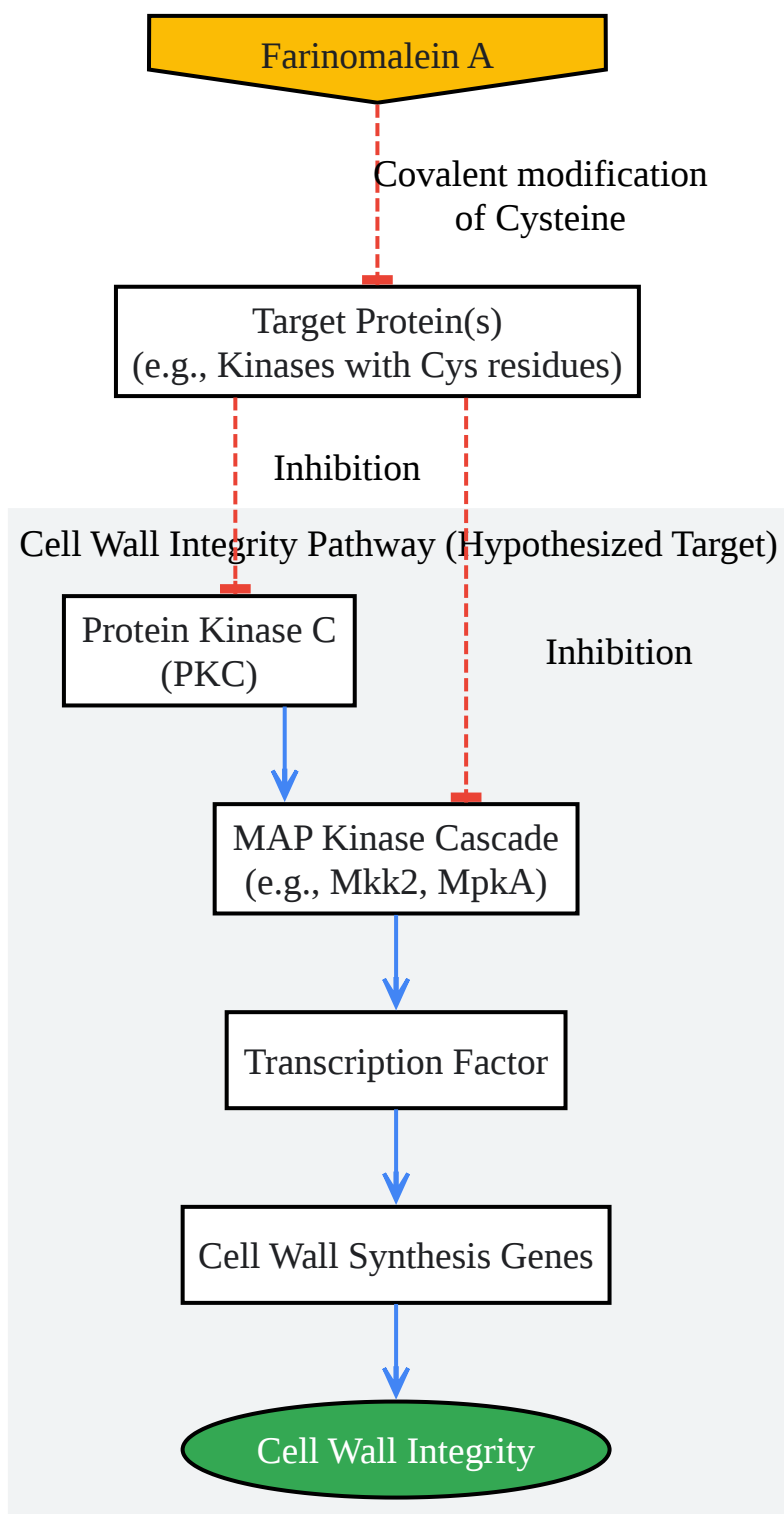 Farinomalein A
Covalent modification
of Cysteine
Target Protein(s)
(e.g., Kinases with Cys residues)
Inhibition
Cell Wall Integrity Pathway (Hypothesized Target)
Protein Kinase C
(PKC)
Inhibition
MAP Kinase Cascade
(e.g., Mkk2, MpkA)
Transcription Factor
Cell Wall Synthesis Genes
Cell Wall Integrity